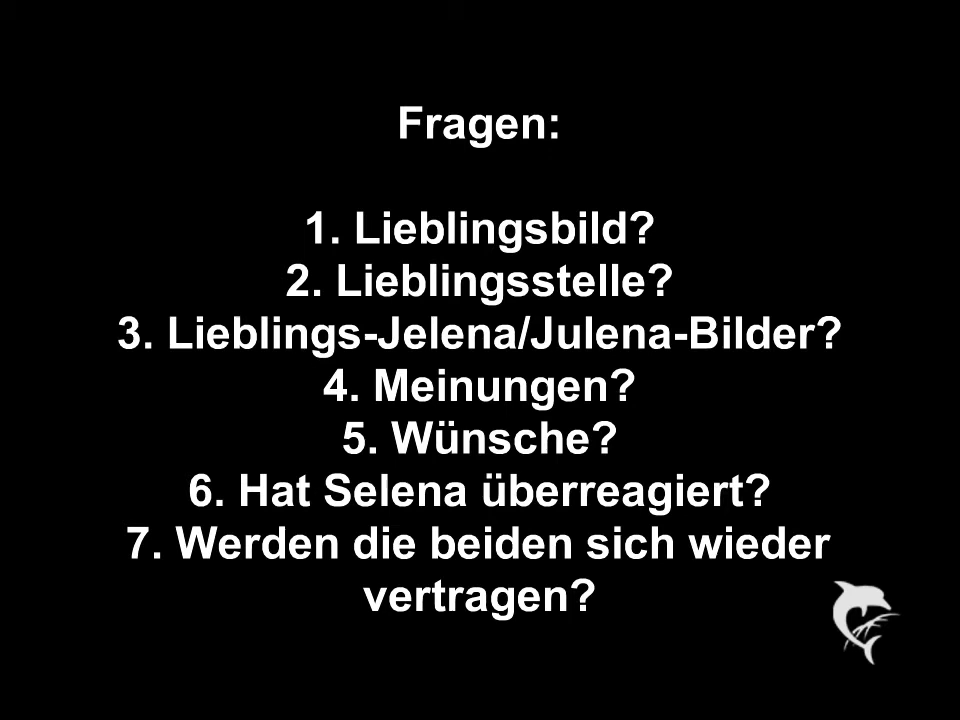 Fragen:
1. Lieblingsbild?
2. Lieblingsstelle?
3. Lieblings-Jelena/Julena-Bilder?
4. Meinungen?
5. Wünsche?
6. Hat Selena überreagiert?
7. Werden die beiden sich wieder
vertragen?